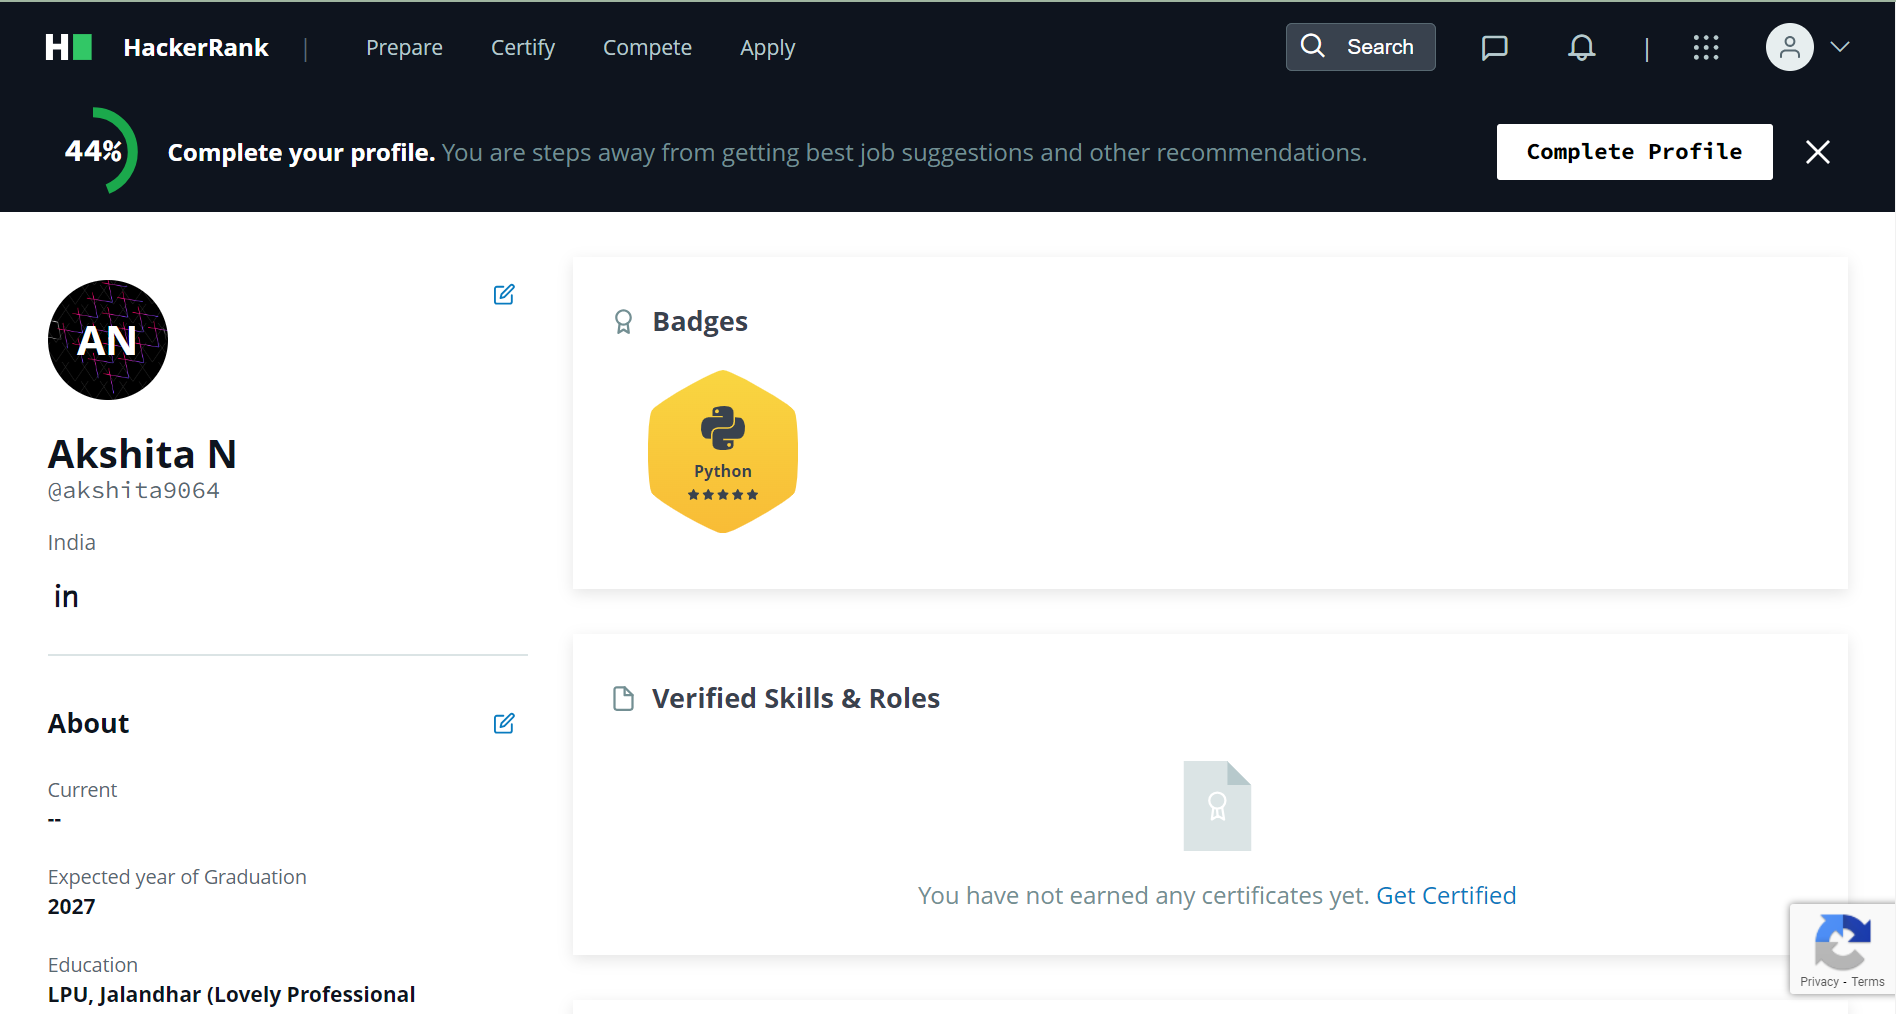 H HackerRank | Prepare Certify Compete Apply Search |
44% Complete your profile. You are steps away from getting best job suggestions and other recommendations. Complete Profile
AN
Akshita N
@akshita9064
India
in
About
Current
--
Expected year of Graduation
2027
Education
LPU, Jalandhar (Lovely Professional
Badges
Python
Verified Skills & Roles
You have not earned any certificates yet. Get Certified
Privacy - Terms